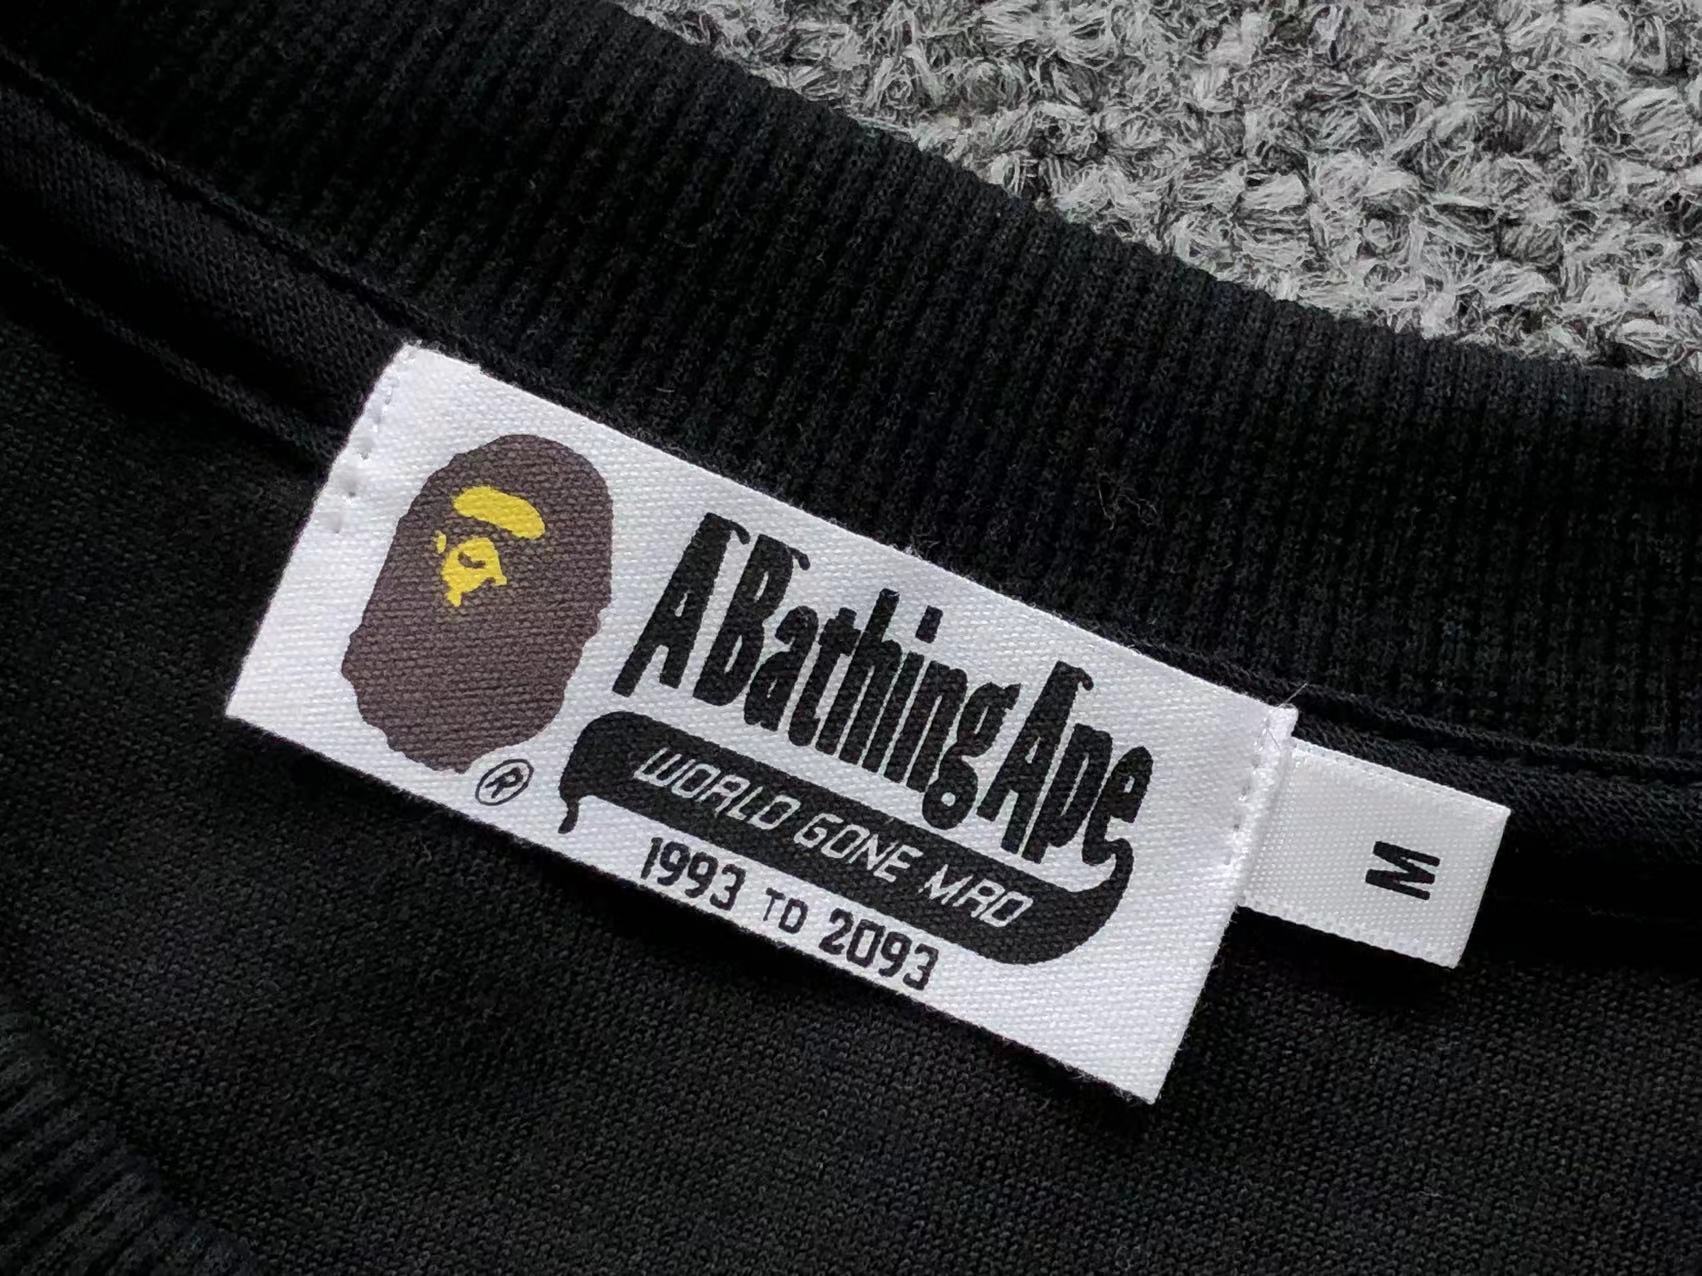 A Bathing Ape
WORLD GONE MAD
1993 TO 2093
®
M